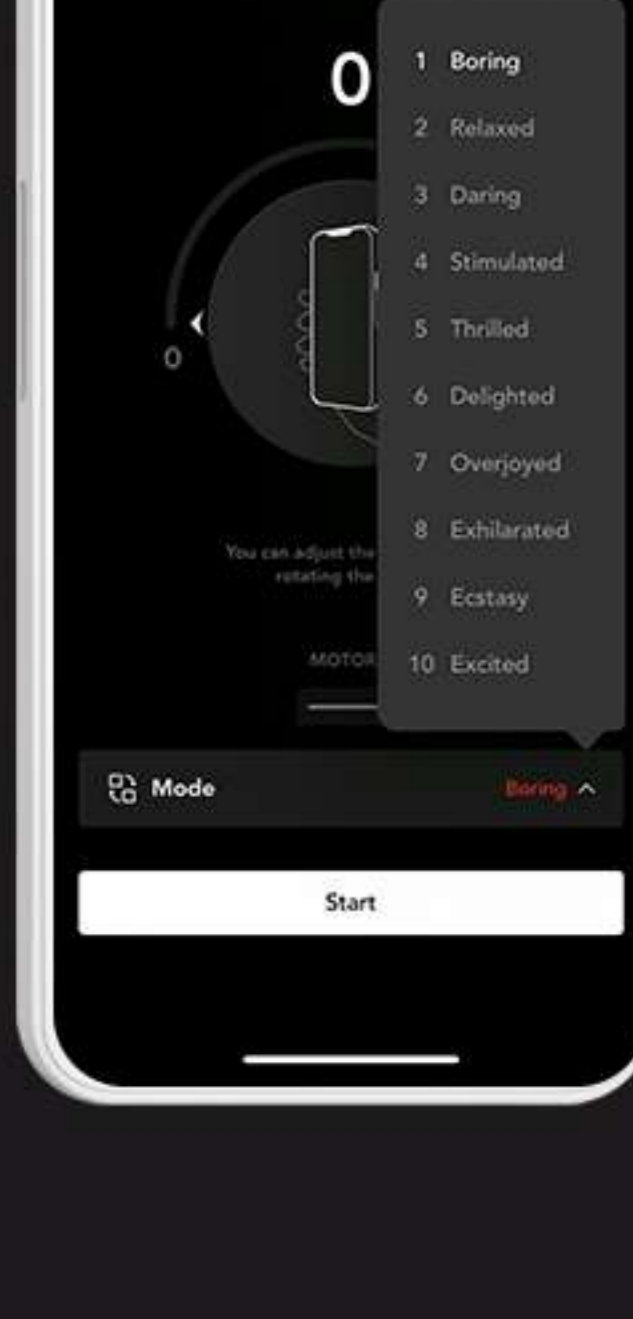 0
1 Boring
2 Relaxed
3 Daring
4 Stimulated
5 Thrilled
0
6 Delighted
7 Overjoyed
8 Exhilarated
9 Ecstasy
10 Excited
You can adjust the
rotating the
MOTOR
Mode Boring
Start